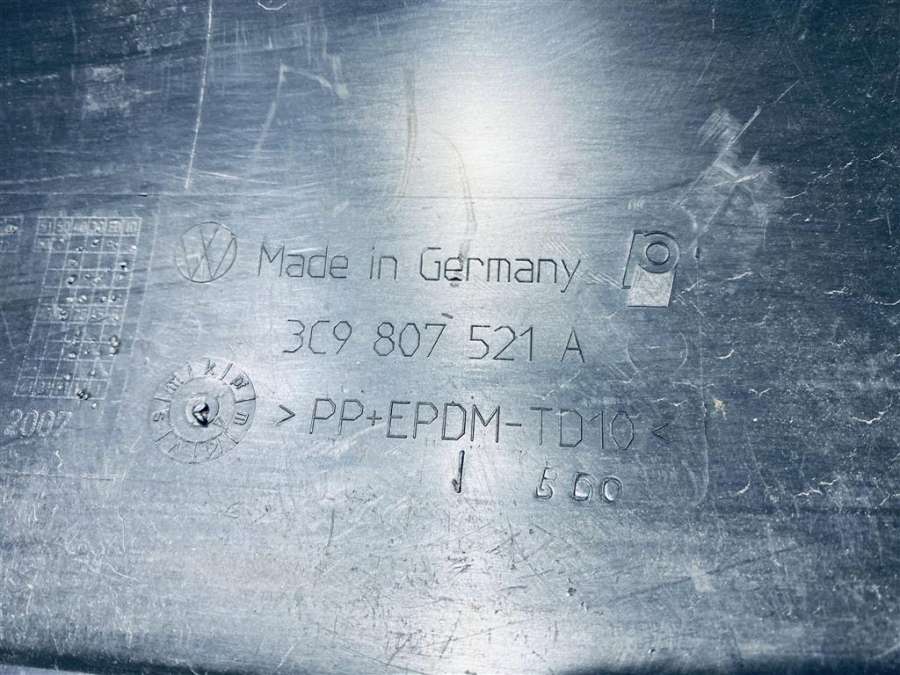 Made in Germany
3C9 807 521 A
> PP+EPDM-TD10 <
2007